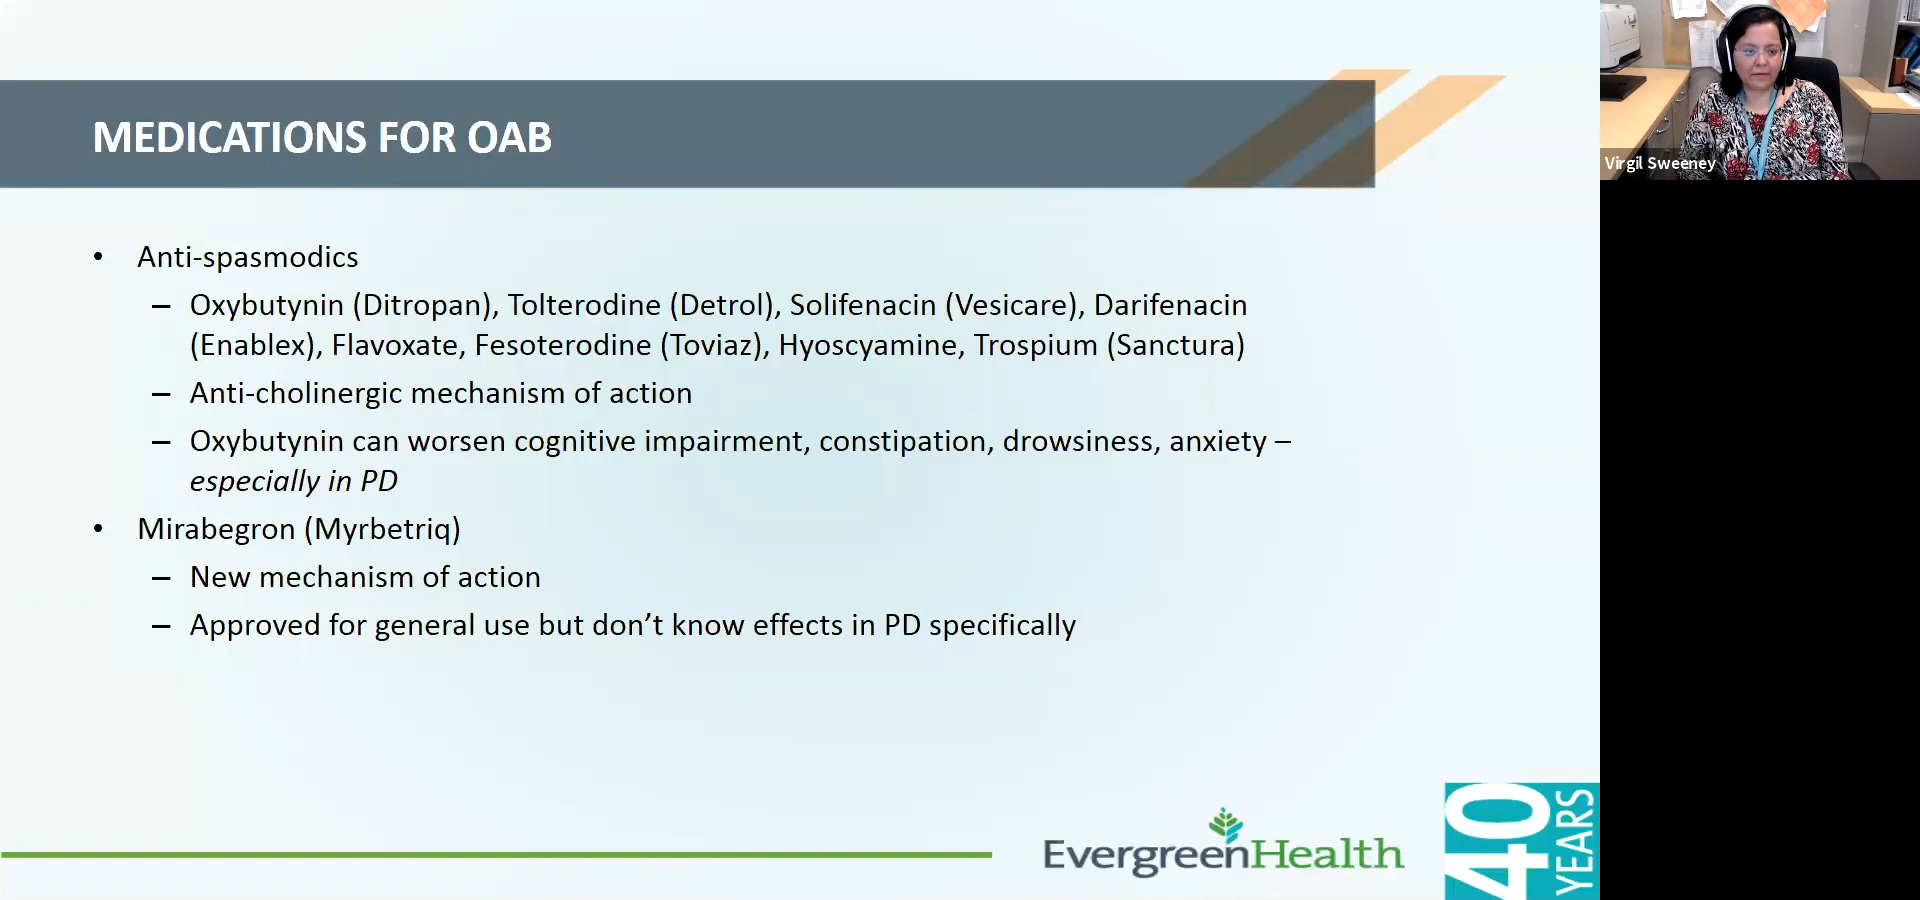 MEDICATIONS FOR OAB
• Anti-spasmodics
– Oxybutynin (Ditropan), Tolterodine (Detrol), Solifenacin (Vesicare), Darifenacin
(Enablex), Flavoxate, Fesoterodine (Toviaz), Hyoscyamine, Trospium (Sanctura)
– Anti-cholinergic mechanism of action
– Oxybutynin can worsen cognitive impairment, constipation, drowsiness, anxiety –
especially in PD
• Mirabegron (Myrbetriq)
– New mechanism of action
– Approved for general use but don’t know effects in PD specifically
EvergreenHealth
40
YEARS
Virgil Sweeney